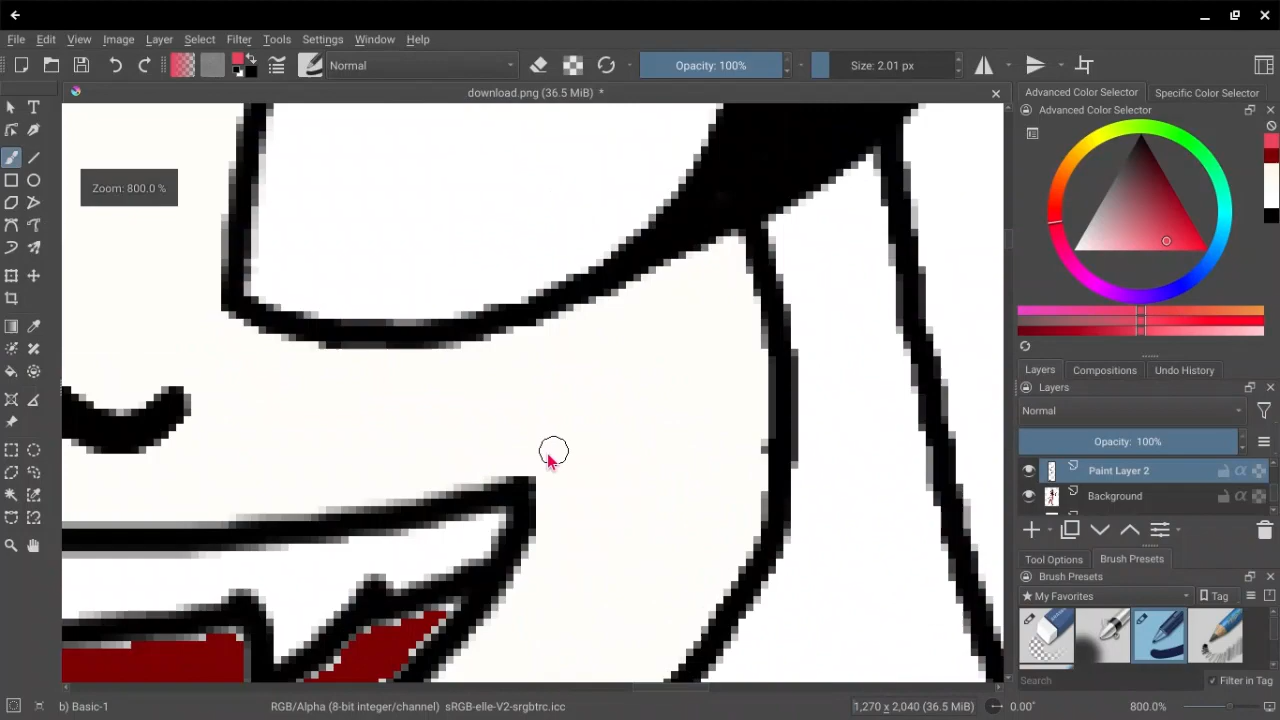 File Edit View Image Layer Select Filter Tools Settings Window Help
Normal Opacity: 100% Size: 2.01 px
download.png (36.5 MiB) *
Advanced Color Selector Specific Color Selector
Advanced Color Selector
Zoom: 800.0 %
Layers Compositions Undo History
Layers
Normal
Opacity: 100%
Paint Layer 2
Background
Tool Options Brush Presets
Brush Presets
★ My Favorites Tag
Search Filter in Tag
b) Basic-1 RGB/Alpha (8-bit integer/channel) sRGB-elle-V2-srgbtrc.icc 1,270 x 2,040 (36.5 MiB) 0.00° 800.0%